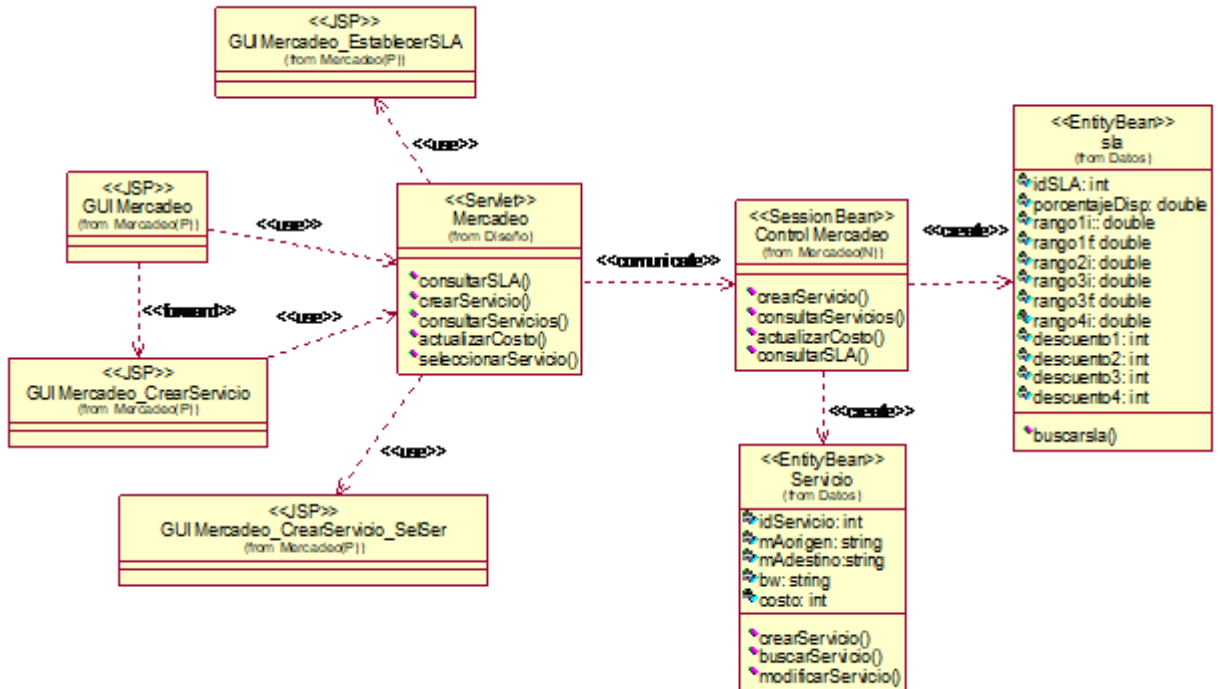 <<JSP>>
GUI Mercadeo_EstablecerSLA
(from Mercadeo(P))
<<use>>
<<JSP>>
GUI Mercadeo
(from Mercadeo(P))
<<use>>
<<forward>>
<<use>>
<<JSP>>
GUI Mercadeo_CrearServicio
(from Mercadeo(P))
<<Servlet>>
Mercadeo
(from Diseño)
consultarSLA()
crearServicio()
consultarServicios()
actualizarCosto()
seleccionarServicio()
<<use>>
<<JSP>>
GUI Mercadeo_CrearServicio_SelSer
(from Mercadeo(P))
<<comunicate>>
<<Session Bean>>
Control Mercadeo
(from Mercadeo(N))
crearServicio()
consultarServicios()
actualizarCosto()
consultarSLA()
<<create>>
<<create>>
<<EntityBean>>
sla
(from Datos)
idSLA: int
porcentajeDisp: double
rango1i:: double
rango1f: double
rango2i: double
rango3i: double
rango3f: double
rango4i: double
descuento1: int
descuento2: int
descuento3: int
descuento4: int
buscarsla()
<<EntityBean>>
Servicio
(from Datos)
idServicio: int
mAorigen: string
mAdestino:string
bw: string
costo: int
crearServicio()
buscarServicio()
modificarServicio()